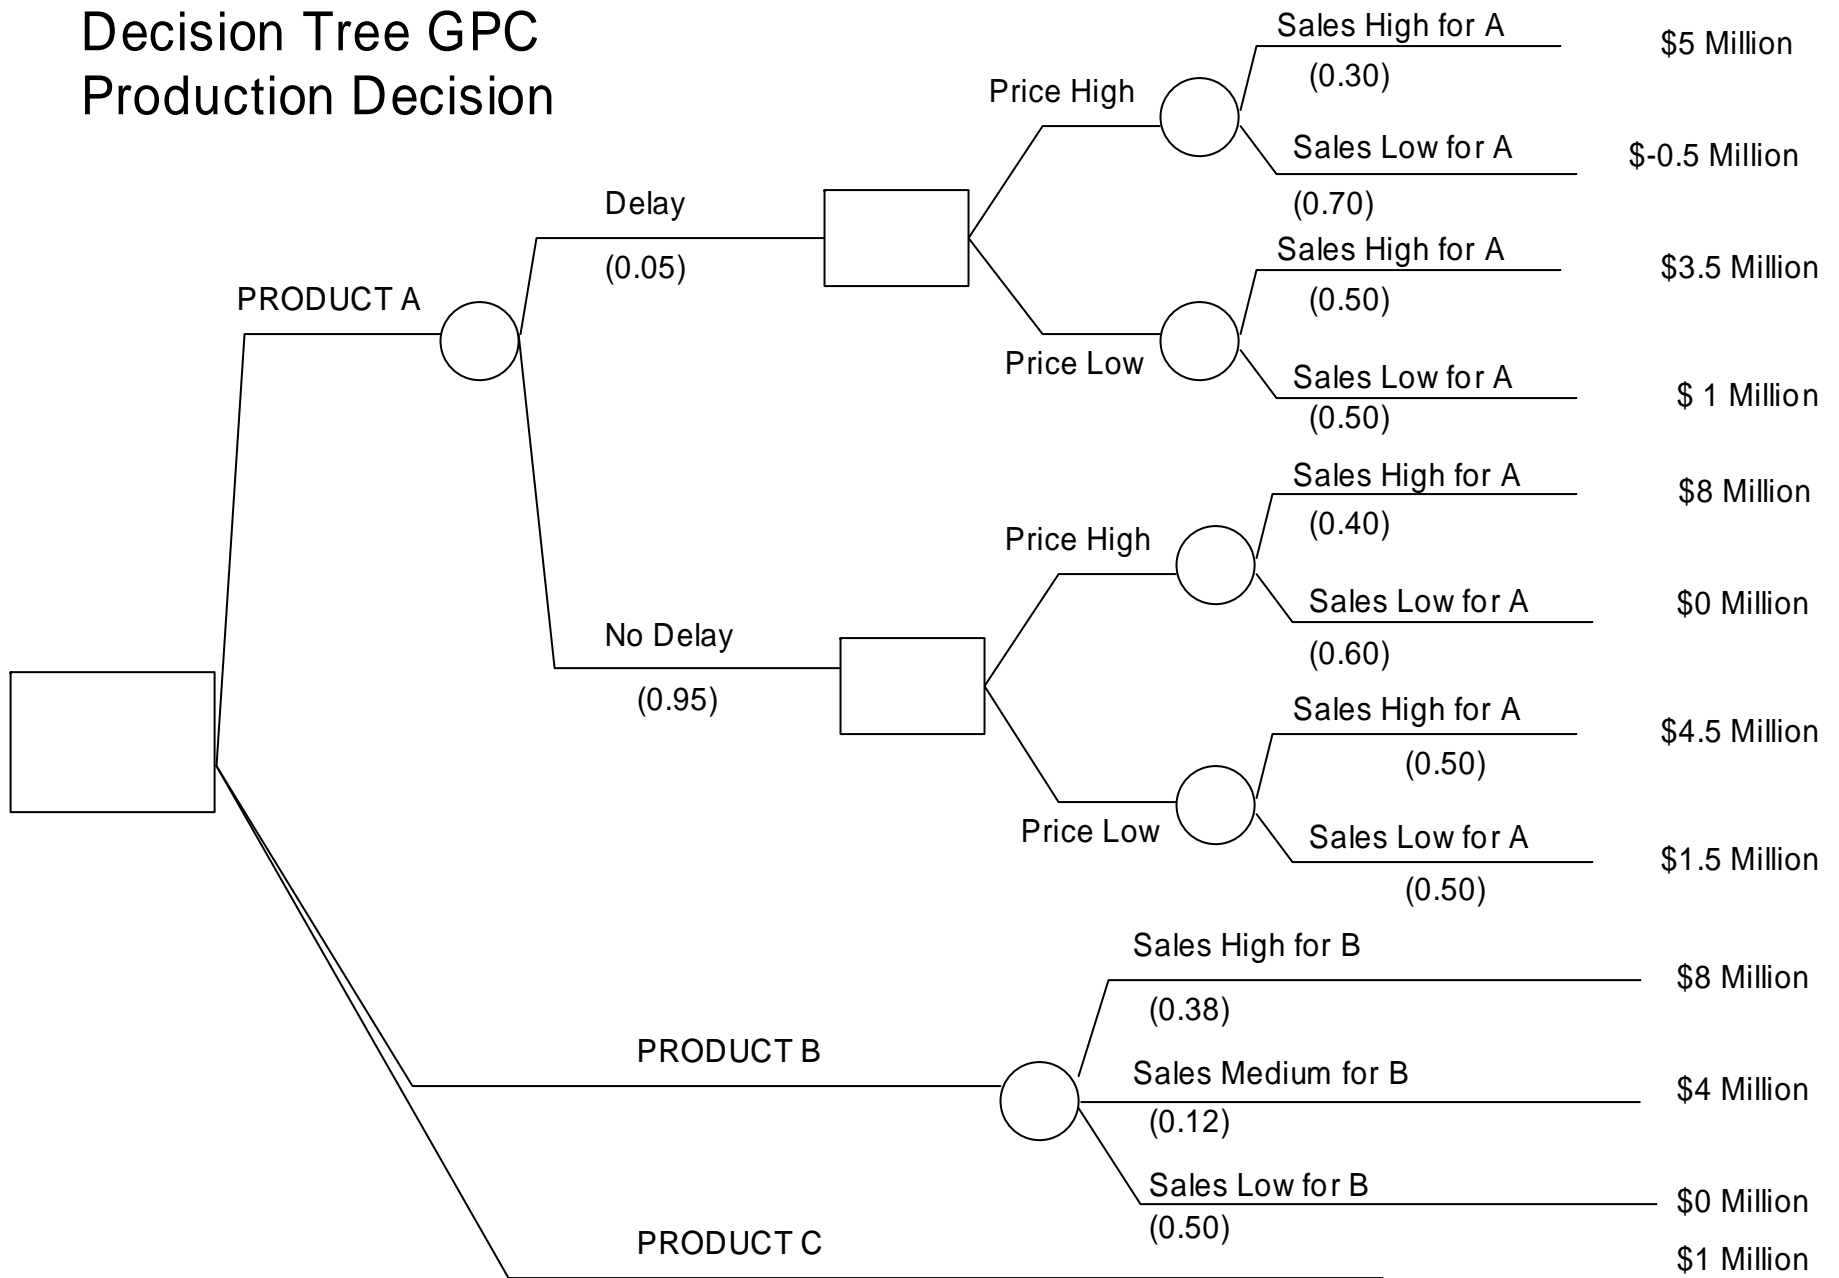 Decision Tree GPC
Production Decision
Sales High for A
$5 Million
(0.30)
Price High
Sales Low for A
$-0.5 Million
(0.70)
Delay
(0.05)
Sales High for A
$3.5 Million
(0.50)
PRODUCT A
Price Low
Sales Low for A
$ 1 Million
(0.50)
Sales High for A
$8 Million
(0.40)
Price High
Sales Low for A
$0 Million
(0.60)
No Delay
(0.95)
Sales High for A
$4.5 Million
(0.50)
Price Low
Sales Low for A
$1.5 Million
(0.50)
Sales High for B
$8 Million
(0.38)
PRODUCT B
Sales Medium for B
$4 Million
(0.12)
Sales Low for B
$0 Million
(0.50)
PRODUCT C
$1 Million